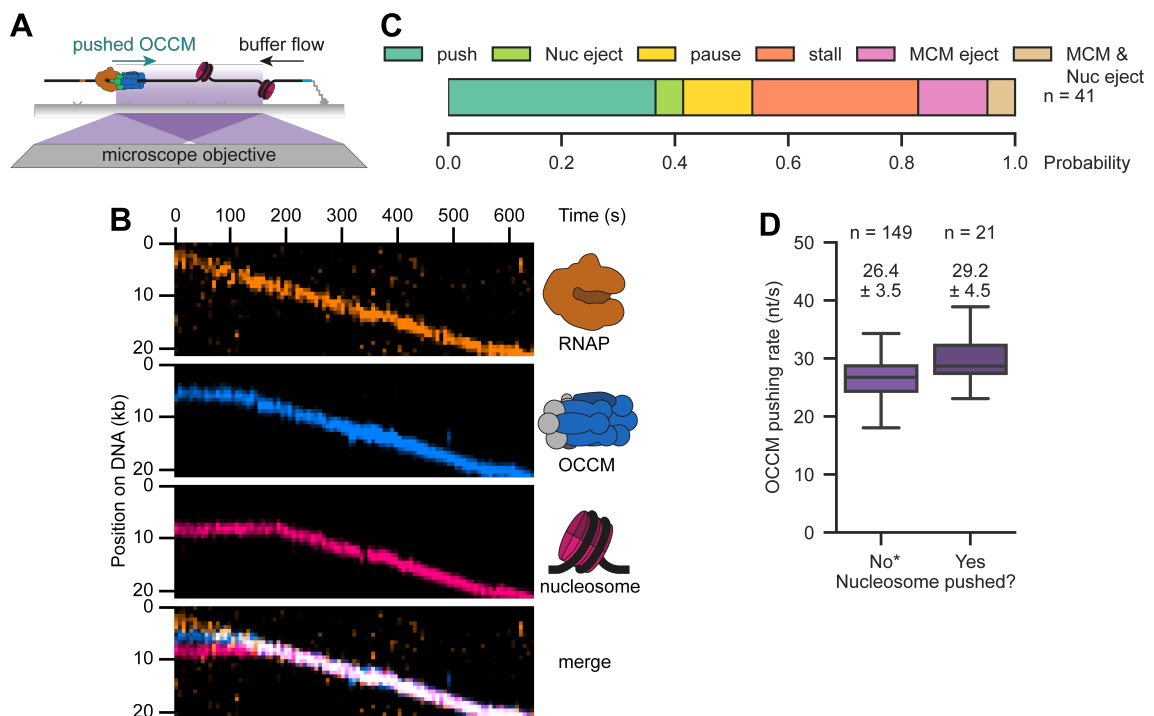 A
pushed OCCM
buffer flow
microscope objective
C
push
Nuc eject
pause
stall
MCM eject
MCM &
Nuc eject
n = 41
0.0
0.2
0.4
0.6
0.8
1.0
Probability
B
0
100
200
300
400
500
600
Time (s)
Position on DNA (kb)
0
10
20
RNAP
0
10
20
OCCM
0
10
20
nucleosome
0
10
20
merge
D
OCCM pushing rate (nt/s)
50
40
30
20
10
0
n = 149
n = 21
26.4
± 3.5
29.2
± 4.5
No*
Yes
Nucleosome pushed?